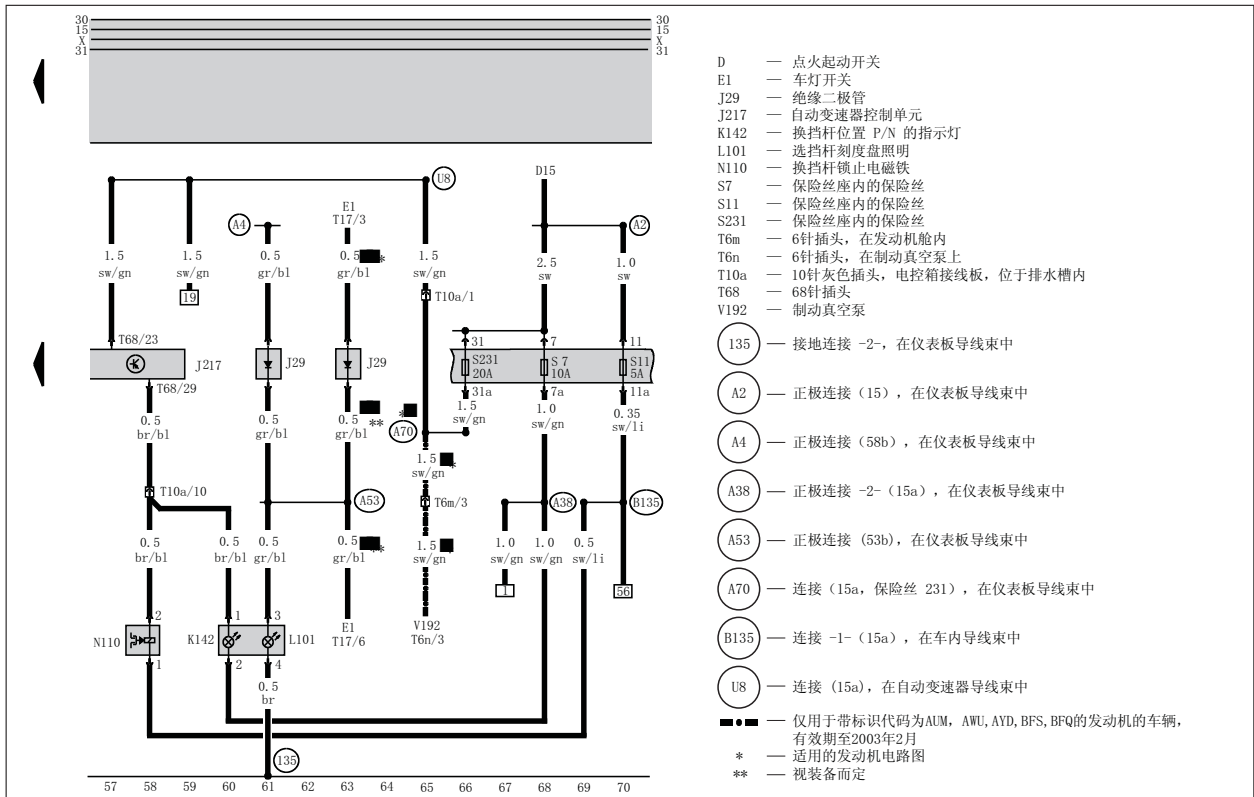 30
15
X
31
30
15
X
31
U8
D15
A4
E1
T17/3
A2
1.5
sw/gn
1.5
sw/gn
0.5
gr/bl
0.5
gr/bl
*
1.5
sw/gn
2.5
sw
1.0
sw
19
T10a/1
T68/23
31
7
11
J217
J29
J29
S231
20A
S 7
10A
S11
5A
T68/29
31a
7a
11a
0.5
br/bl
0.5
gr/bl
0.5
gr/bl
**
*
A70
1.5
sw/gn
1.0
sw/gn
0.35
sw/li
1.5
sw/gn
*
T10a/10
A53
T6m/3
A38
B135
0.5
br/bl
0.5
br/bl
0.5
gr/bl
0.5
gr/bl
**
1.5
sw/gn
1.0
sw/gn
1.0
sw/gn
0.5
sw/li
1
56
2
1
3
N110
K142
L101
E1
T17/6
V192
T6n/3
1
2
4
0.5
br
135
57 58 59 60 61 62 63 64 65 66 67 68 69 70
D — 点火起动开关
E1 — 车灯开关
J29 — 绝缘二极管
J217 — 自动变速器控制单元
K142 — 换挡杆位置 P/N 的指示灯
L101 — 选挡杆刻度盘照明
N110 — 换挡杆锁止电磁铁
S7 — 保险丝座内的保险丝
S11 — 保险丝座内的保险丝
S231 — 保险丝座内的保险丝
T6m — 6针插头，在发动机舱内
T6n — 6针插头，在制动真空泵上
T10a — 10针灰色插头，电控箱接线板，位于排水槽内
T68 — 68针插头
V192 — 制动真空泵
135 — 接地连接 -2-，在仪表板导线束中
A2 — 正极连接（15），在仪表板导线束中
A4 — 正极连接（58b），在仪表板导线束中
A38 — 正极连接 -2-（15a），在仪表板导线束中
A53 — 正极连接 (53b)，在仪表板导线束中
A70 — 连接（15a，保险丝 231），在仪表板导线束中
B135 — 连接 -1-（15a），在车内导线束中
U8 — 连接 (15a)，在自动变速器导线束中
— 仅用于带标识代码为AUM，AWU,AYD,BFS,BFQ的发动机的车辆，
有效期至2003年2月
* — 适用的发动机电路图
** — 视装备而定